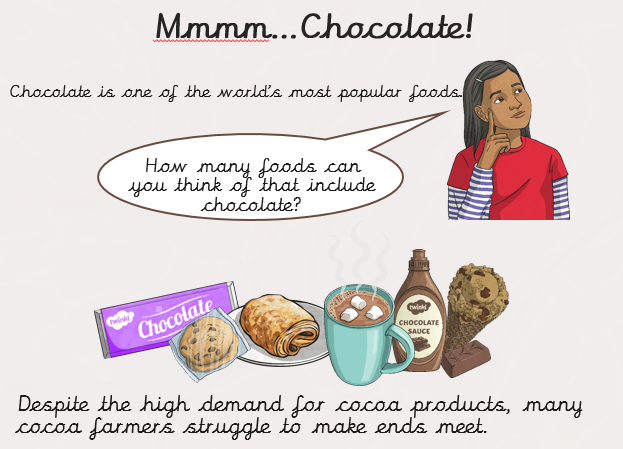 Mmmm...Chocolate!
Chocolate is one of the world's most popular foods.
How many foods can
you think of that include
chocolate?
twinkl
Chocolate
twinkl
CHOCOLATE
SAUCE
Despite the high demand for cocoa products, many
cocoa farmers struggle to make ends meet.